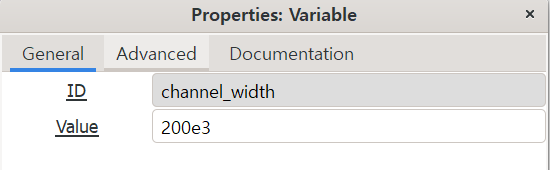 Properties: Variable ×
General Advanced Documentation
ID channel_width
Value 200e3